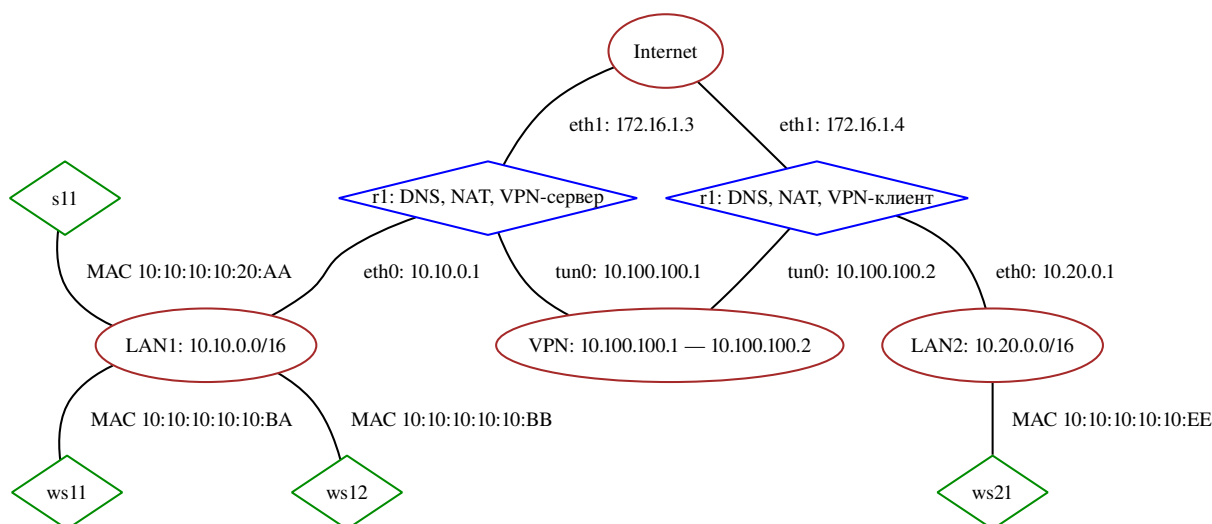 Internet
eth1: 172.16.1.3
eth1: 172.16.1.4
s11
r1: DNS, NAT, VPN-сервер
r1: DNS, NAT, VPN-клиент
MAC 10:10:10:10:20:AA
eth0: 10.10.0.1
tun0: 10.100.100.1
tun0: 10.100.100.2
eth0: 10.20.0.1
LAN1: 10.10.0.0/16
VPN: 10.100.100.1 — 10.100.100.2
LAN2: 10.20.0.0/16
MAC 10:10:10:10:10:BA
MAC 10:10:10:10:10:BB
MAC 10:10:10:10:10:EE
ws11
ws12
ws21